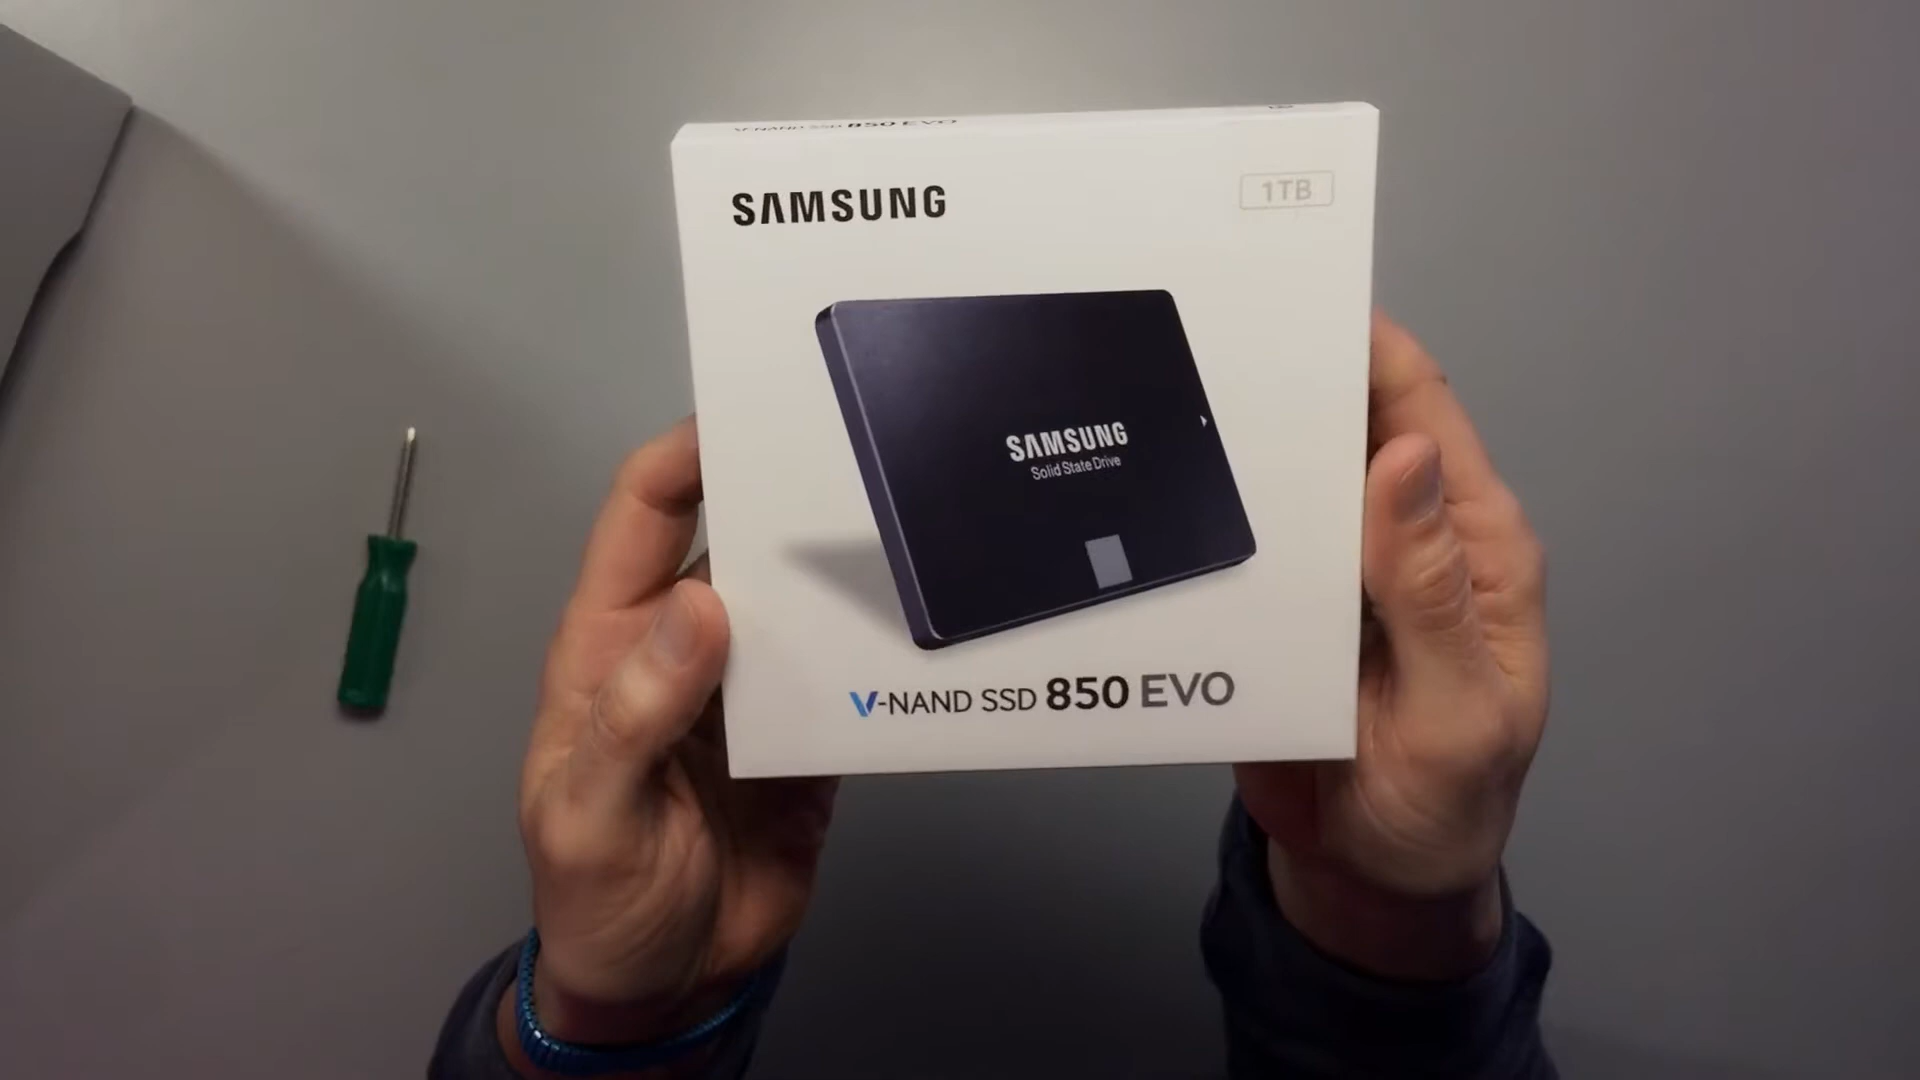 V-NAND SSD 850 EVO
SAMSUNG
1TB
SAMSUNG
Solid State Drive
V-NAND SSD 850 EVO